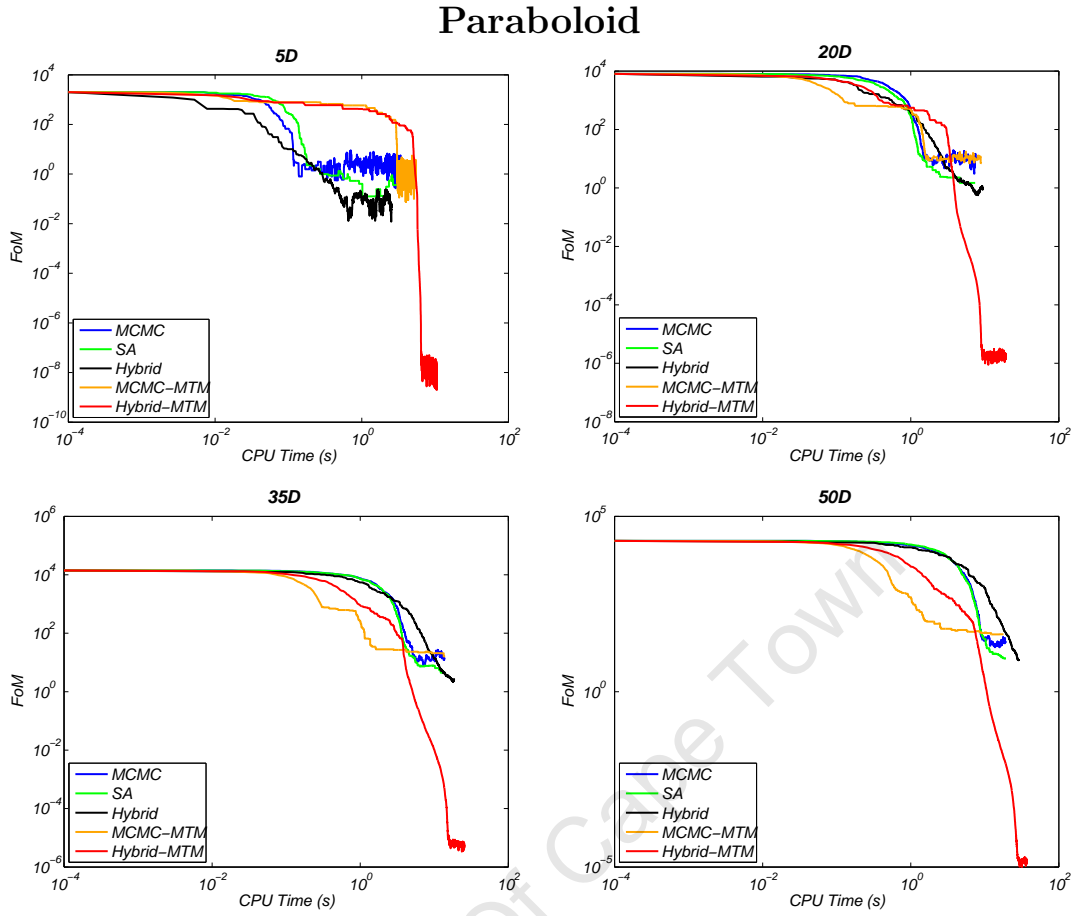 Paraboloid
5D
10^4
10^2
10^0
10^-2
10^-4
10^-6
10^-8
10^-10
FoM
MCMC
SA
Hybrid
MCMC-MTM
Hybrid-MTM
10^-4
10^-2
10^0
10^2
CPU Time (s)
20D
10^4
10^2
10^0
10^-2
10^-4
10^-6
10^-8
FoM
MCMC
SA
Hybrid
MCMC-MTM
Hybrid-MTM
10^-4
10^-2
10^0
10^2
CPU Time (s)
35D
10^6
10^4
10^2
10^0
10^-2
10^-4
10^-6
FoM
MCMC
SA
Hybrid
MCMC-MTM
Hybrid-MTM
10^-4
10^-2
10^0
10^2
CPU Time (s)
50D
10^5
10^0
10^-5
FoM
MCMC
SA
Hybrid
MCMC-MTM
Hybrid-MTM
10^-4
10^-2
10^0
10^2
CPU Time (s)
Of Cape Town